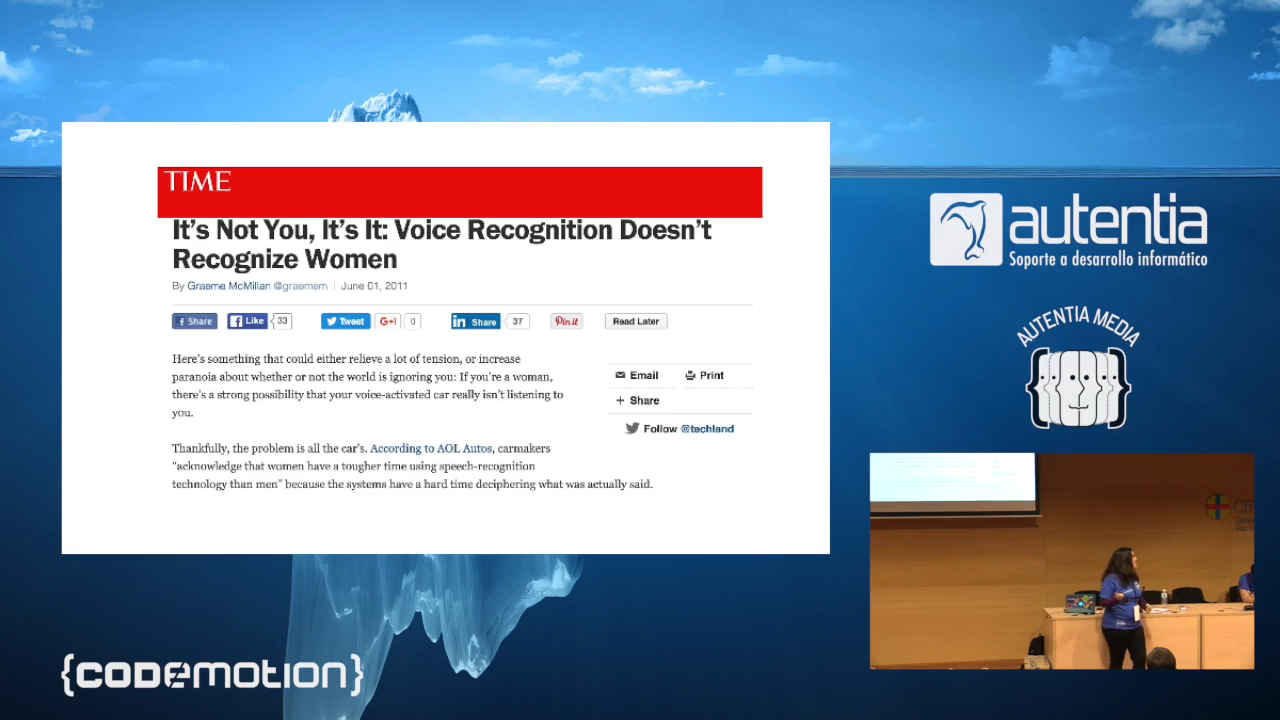 TIME
It's Not You, It's It: Voice Recognition Doesn't
Recognize Women
By Graeme McMillan @graemem | June 01, 2011
Share
Like
33
Tweet
G+1
0
in Share
37
Pin it
Read Later
Here's something that could either relieve a lot of tension, or increase
paranoia about whether or not the world is ignoring you: If you're a woman,
there's a strong possibility that your voice-activated car really isn't listening to
you.
Email
Print
+ Share
Follow @techland
Thankfully, the problem is all the car's. According to AOL Autos, carmakers
"acknowledge that women have a tougher time using speech-recognition
technology than men" because the systems have a hard time deciphering what was actually said.
autentia
Soporte a desarrollo informático
AUTENTIA MEDIA
{CODEMOTION}